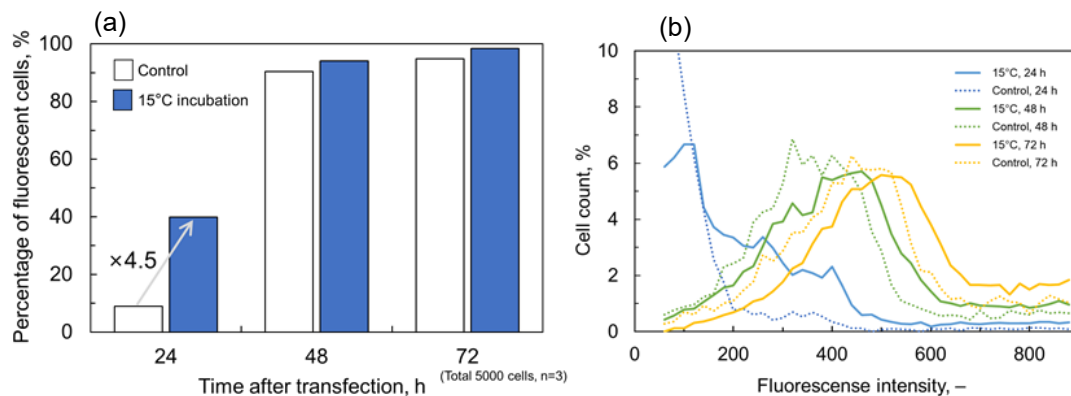 (a)
Percentage of fluorescent cells, %
100
80
60
40
20
0
Control
15°C incubation
×4.5
24
48
72
Time after transfection, h
(Total 5000 cells, n=3)
(b)
Cell count, %
10
8
6
4
2
0
15°C, 24 h
Control, 24 h
15°C, 48 h
Control, 48 h
15°C, 72 h
Control, 72 h
0
200
400
600
800
Fluorescense intensity, –